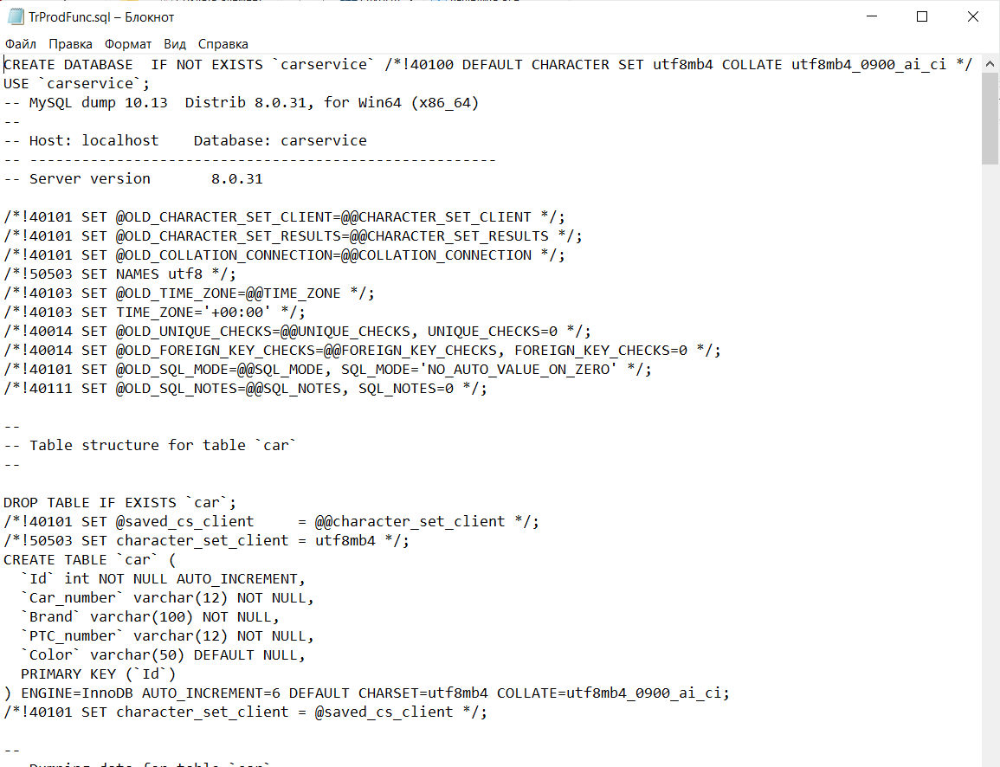 TrProdFunc.sql – Блокнот
Файл Правка Формат Вид Справка
CREATE DATABASE  IF NOT EXISTS `carservice` /*!40100 DEFAULT CHARACTER SET utf8mb4 COLLATE utf8mb4_0900_ai_ci */
USE `carservice`;
-- MySQL dump 10.13  Distrib 8.0.31, for Win64 (x86_64)
--
-- Host: localhost    Database: carservice
-- ------------------------------------------------------
-- Server version       8.0.31
/*!40101 SET @OLD_CHARACTER_SET_CLIENT=@@CHARACTER_SET_CLIENT */;
/*!40101 SET @OLD_CHARACTER_SET_RESULTS=@@CHARACTER_SET_RESULTS */;
/*!40101 SET @OLD_COLLATION_CONNECTION=@@COLLATION_CONNECTION */;
/*!50503 SET NAMES utf8 */;
/*!40103 SET @OLD_TIME_ZONE=@@TIME_ZONE */;
/*!40103 SET TIME_ZONE='+00:00' */;
/*!40014 SET @OLD_UNIQUE_CHECKS=@@UNIQUE_CHECKS, UNIQUE_CHECKS=0 */;
/*!40014 SET @OLD_FOREIGN_KEY_CHECKS=@@FOREIGN_KEY_CHECKS, FOREIGN_KEY_CHECKS=0 */;
/*!40101 SET @OLD_SQL_MODE=@@SQL_MODE, SQL_MODE='NO_AUTO_VALUE_ON_ZERO' */;
/*!40111 SET @OLD_SQL_NOTES=@@SQL_NOTES, SQL_NOTES=0 */;
--
-- Table structure for table `car`
--
DROP TABLE IF EXISTS `car`;
/*!40101 SET @saved_cs_client     = @@character_set_client */;
/*!50503 SET character_set_client = utf8mb4 */;
CREATE TABLE `car` (
  `Id` int NOT NULL AUTO_INCREMENT,
  `Car_number` varchar(12) NOT NULL,
  `Brand` varchar(100) NOT NULL,
  `PTC_number` varchar(12) NOT NULL,
  `Color` varchar(50) DEFAULT NULL,
  PRIMARY KEY (`Id`)
) ENGINE=InnoDB AUTO_INCREMENT=6 DEFAULT CHARSET=utf8mb4 COLLATE=utf8mb4_0900_ai_ci;
/*!40101 SET character_set_client = @saved_cs_client */;
--
-- Dumping data for table `car`